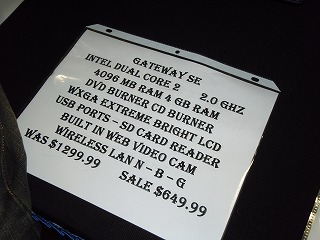 GATEWAY SE
INTEL DUAL CORE 2 2.0 GHZ
4096 MB RAM 4 GB RAM
DVD BURNER CD BURNER
WXGA EXTREME BRIGHT LCD
USB PORTS - SD CARD READER
BUILT IN WEB VIDEO CAM
WIRELESS LAN N - B - G
WAS $1299.99 SALE $649.99